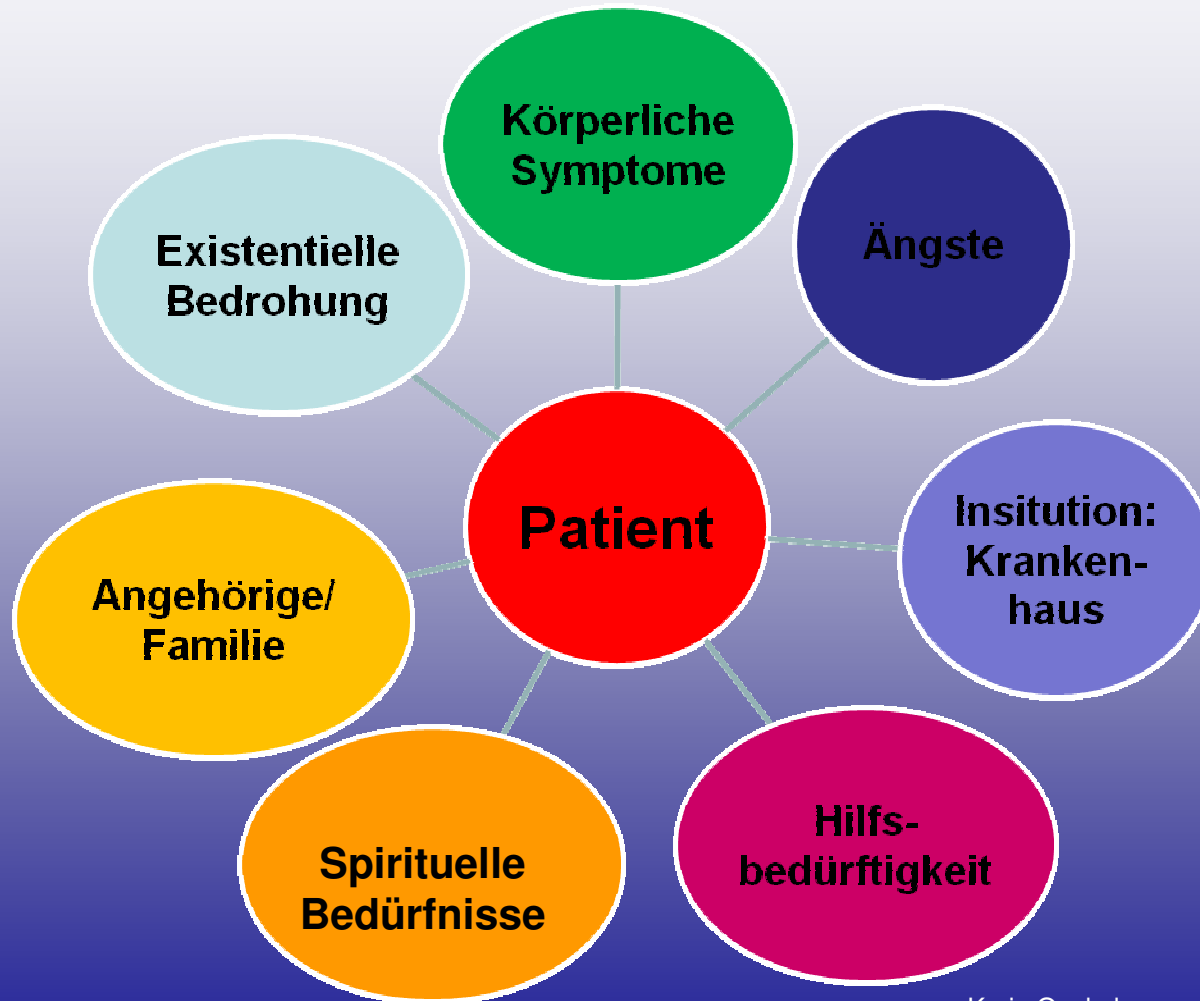 Körperliche
Symptome
Ängste
Existentielle
Bedrohung
Insitution:
Kranken-
haus
Patient
Angehörige/
Familie
Hilfs-
bedürftigkeit
Spirituelle
Bedürfnisse